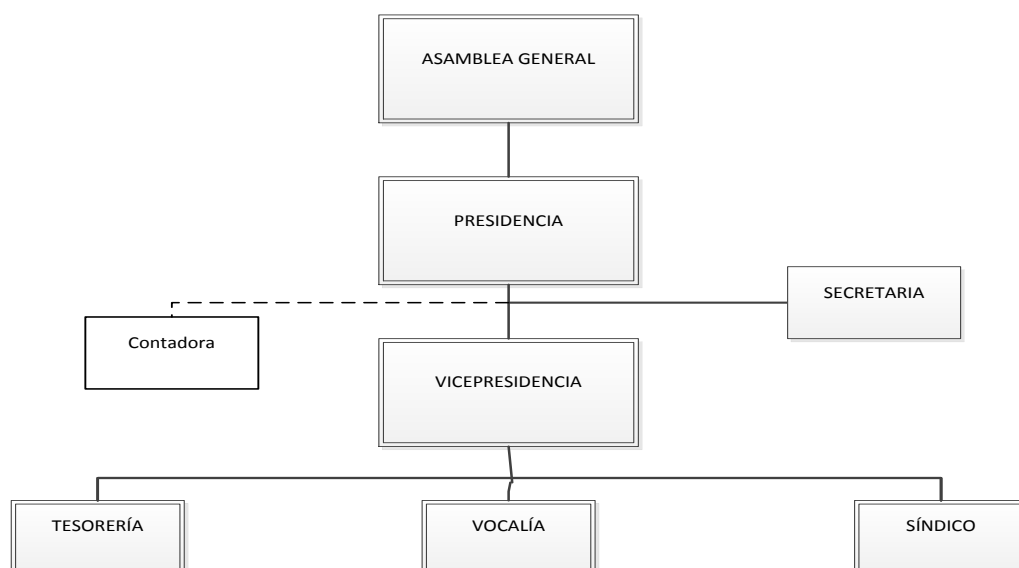 ASAMBLEA GENERAL
PRESIDENCIA
SECRETARIA
Contadora
VICEPRESIDENCIA
TESORERÍA
VOCALÍA
SÍNDICO